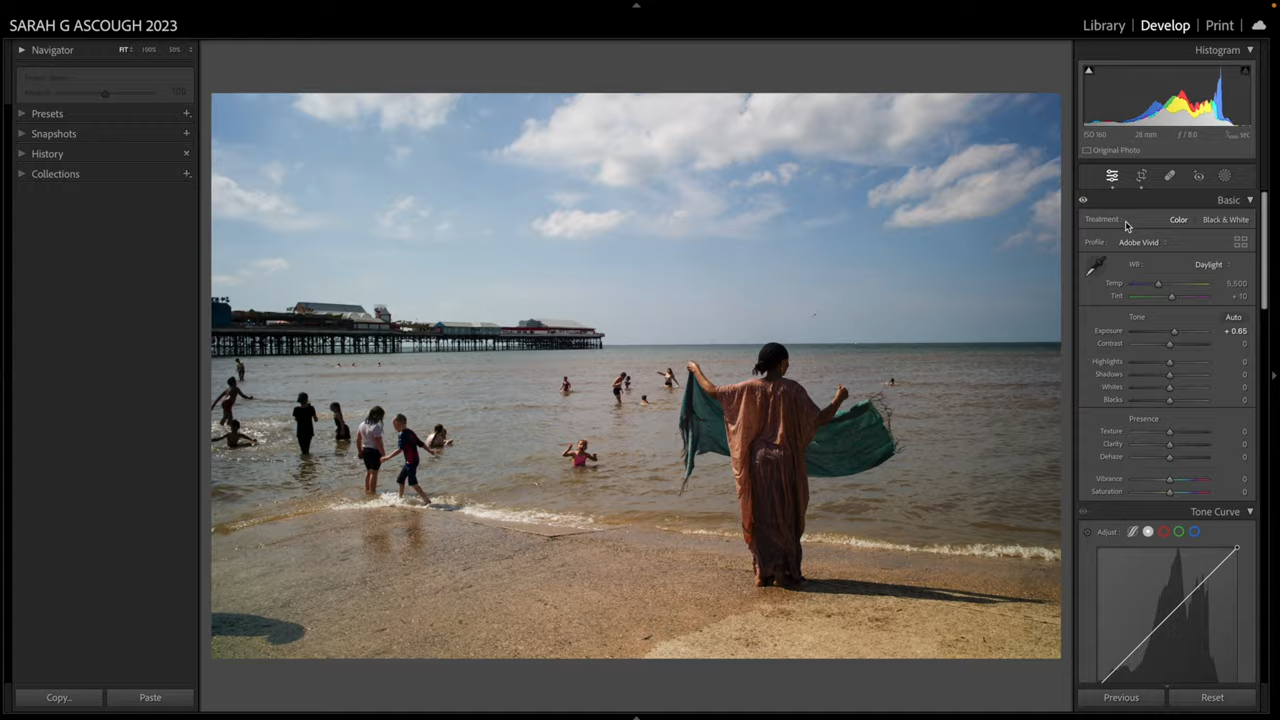 SARAH G ASCOUGH 2023
Library | Develop | Print
Navigator FIT 100% 50%
100
Presets
Snapshots
History
Collections
Copy... Paste
Histogram
ISO 160 28 mm ƒ / 8.0 sec
Original Photo
Basic
Treatment : Color Black & White
Profile : Adobe Vivid
WB : Daylight
Temp 5,500
Tint + 10
Tone Auto
Exposure + 0.65
Contrast 0
Highlights 0
Shadows 0
Whites 0
Blacks 0
Presence
Texture 0
Clarity 0
Dehaze 0
Vibrance 0
Saturation 0
Tone Curve
Adjust :
Previous Reset